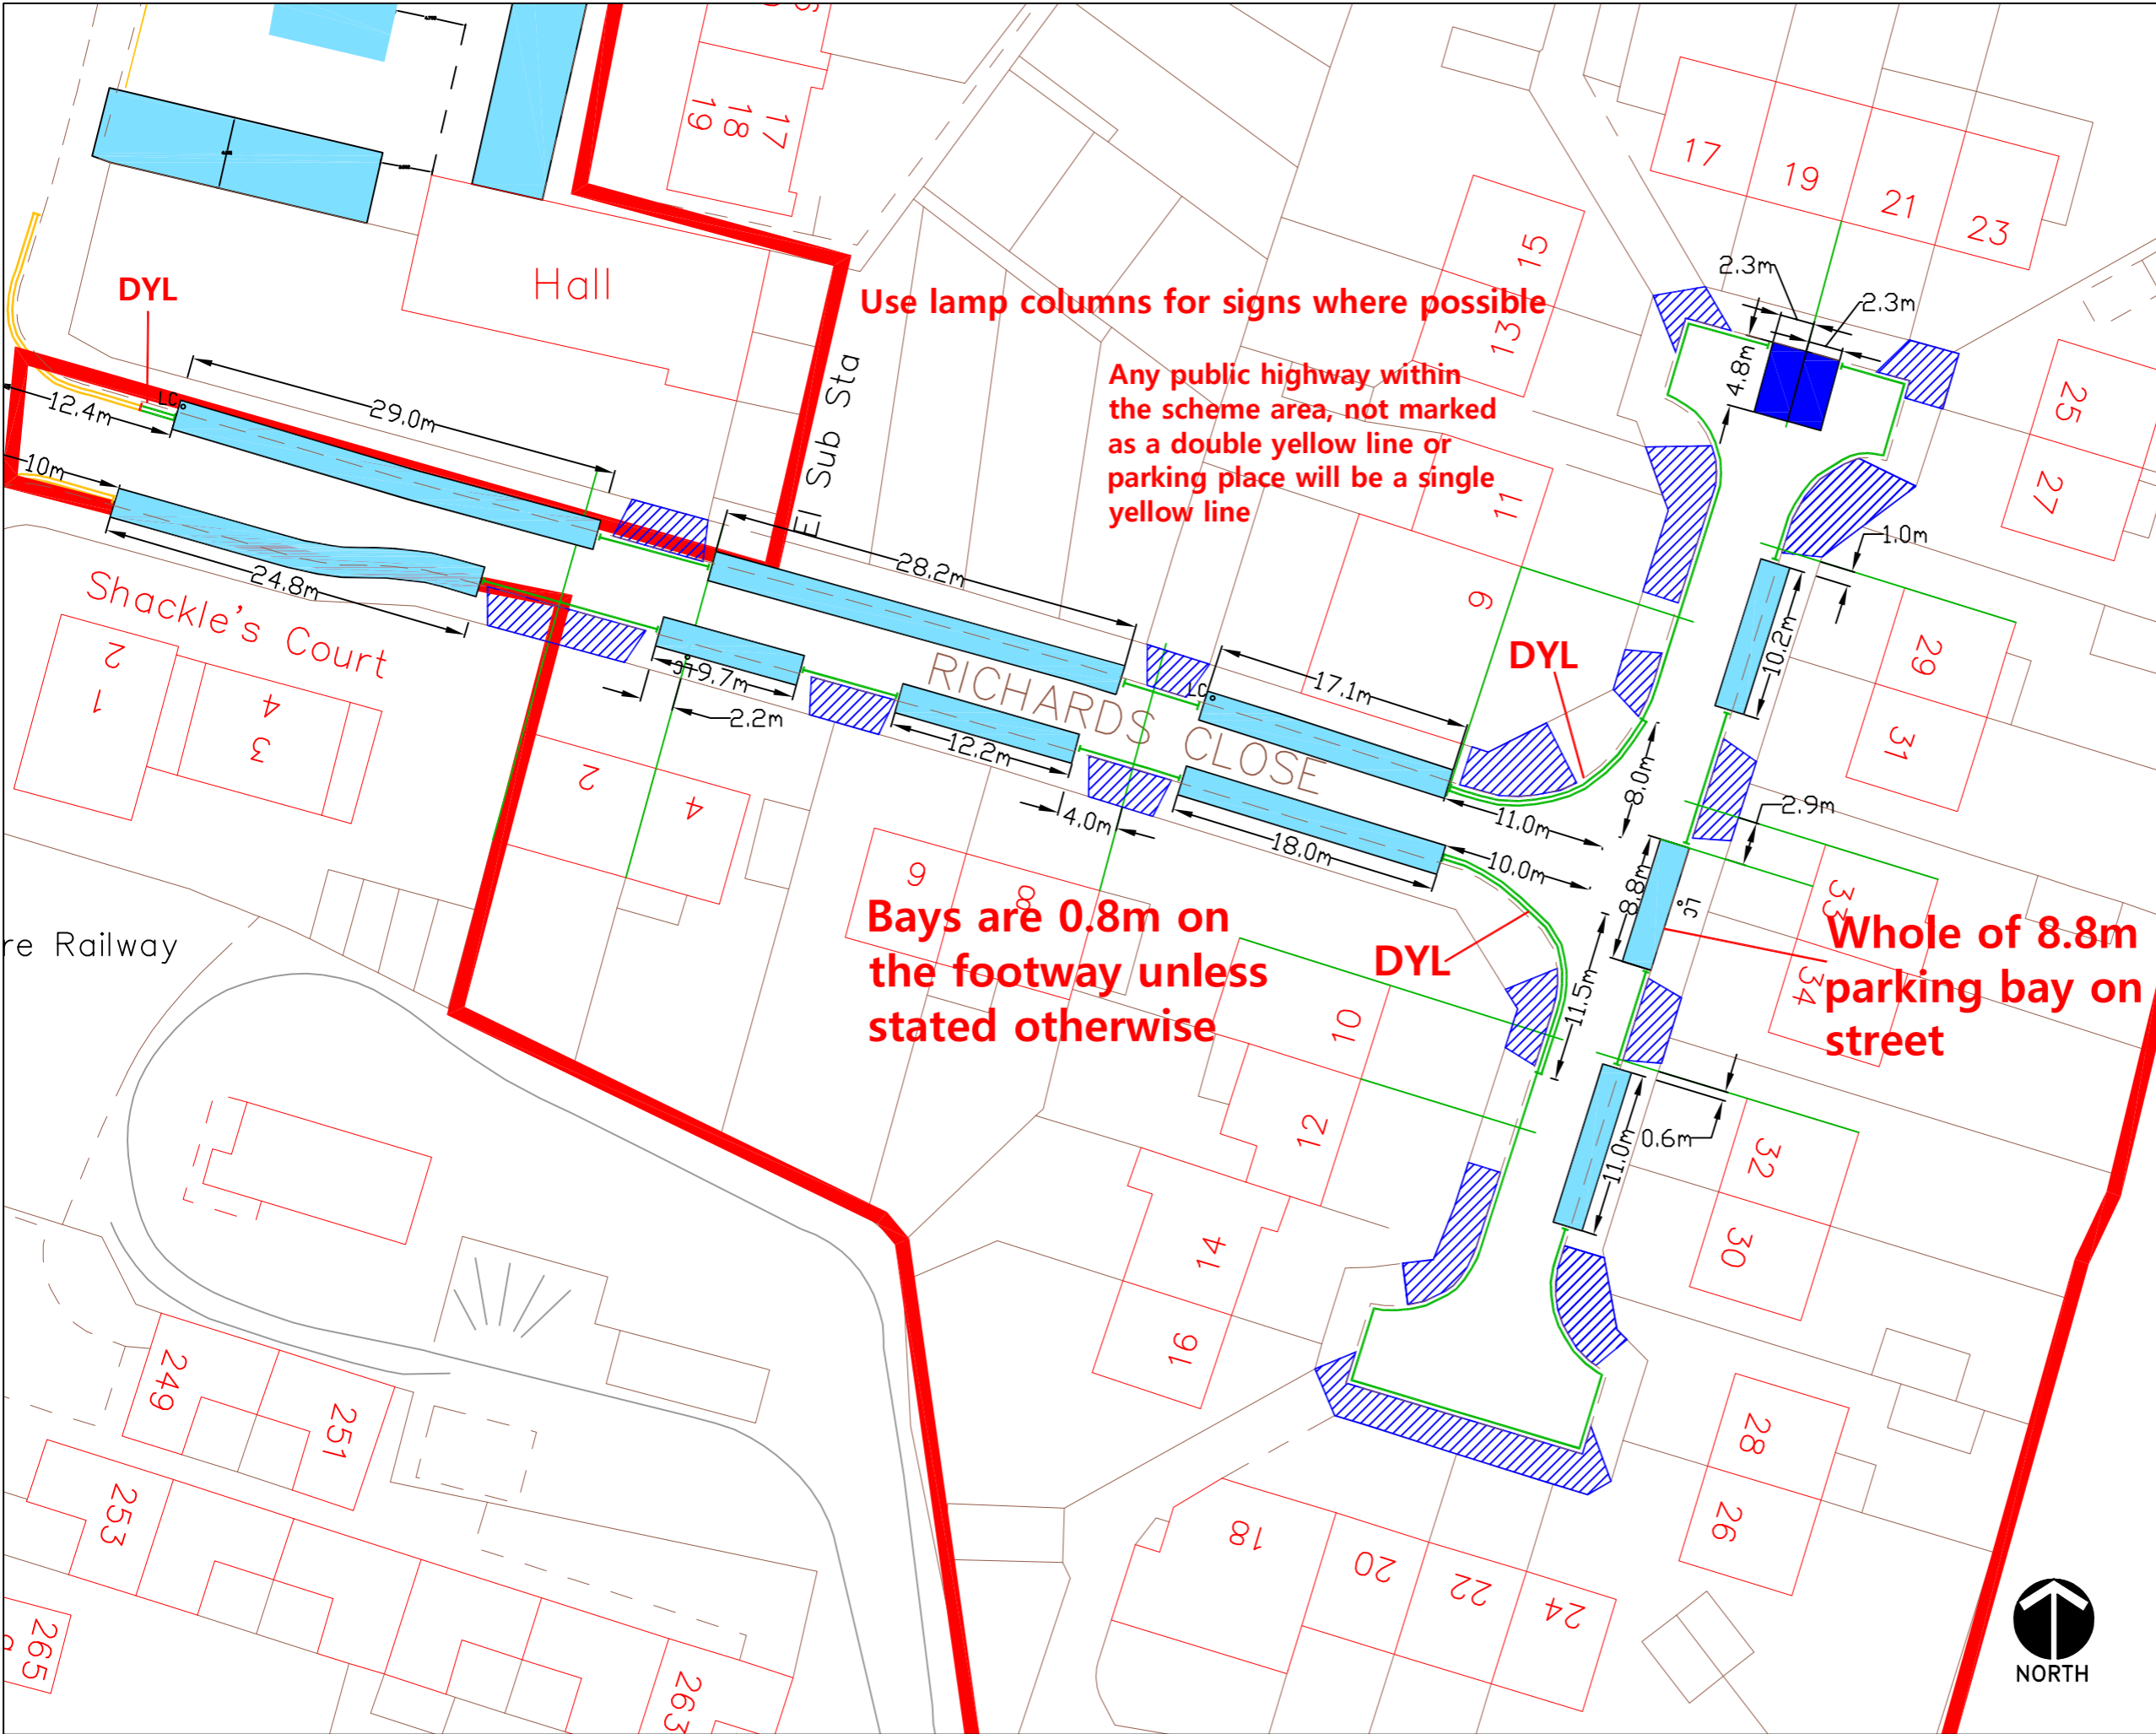 17
18
19
17
19
21
23
15
13
11
9
25
27
2.3m
2.3m
4.8m
Hall
DYL
Use lamp columns for signs where possible
Any public highway within
the scheme area, not marked
as a double yellow line or
parking place will be a single
yellow line
El Sub Sta
LC
12.4m
29.0m
10m
24.8m
28.2m
1.0m
10.2m
29
31
Shackle's Court
2
1
4
3
DYL
LC
9.7m
2.2m
RICHARDS CLOSE
LC
17.1m
12.2m
4.0m
18.0m
11.0m
10.0m
8.0m
2.9m
8.8m
LC
11.5m
2
4
6
8
33
34
re Railway
Bays are 0.8m on
the footway unless
stated otherwise
DYL
Whole of 8.8m
parking bay on
street
10
12
14
16
11.0m
0.6m
32
30
28
26
18
20
22
24
249
251
253
265
263
NORTH